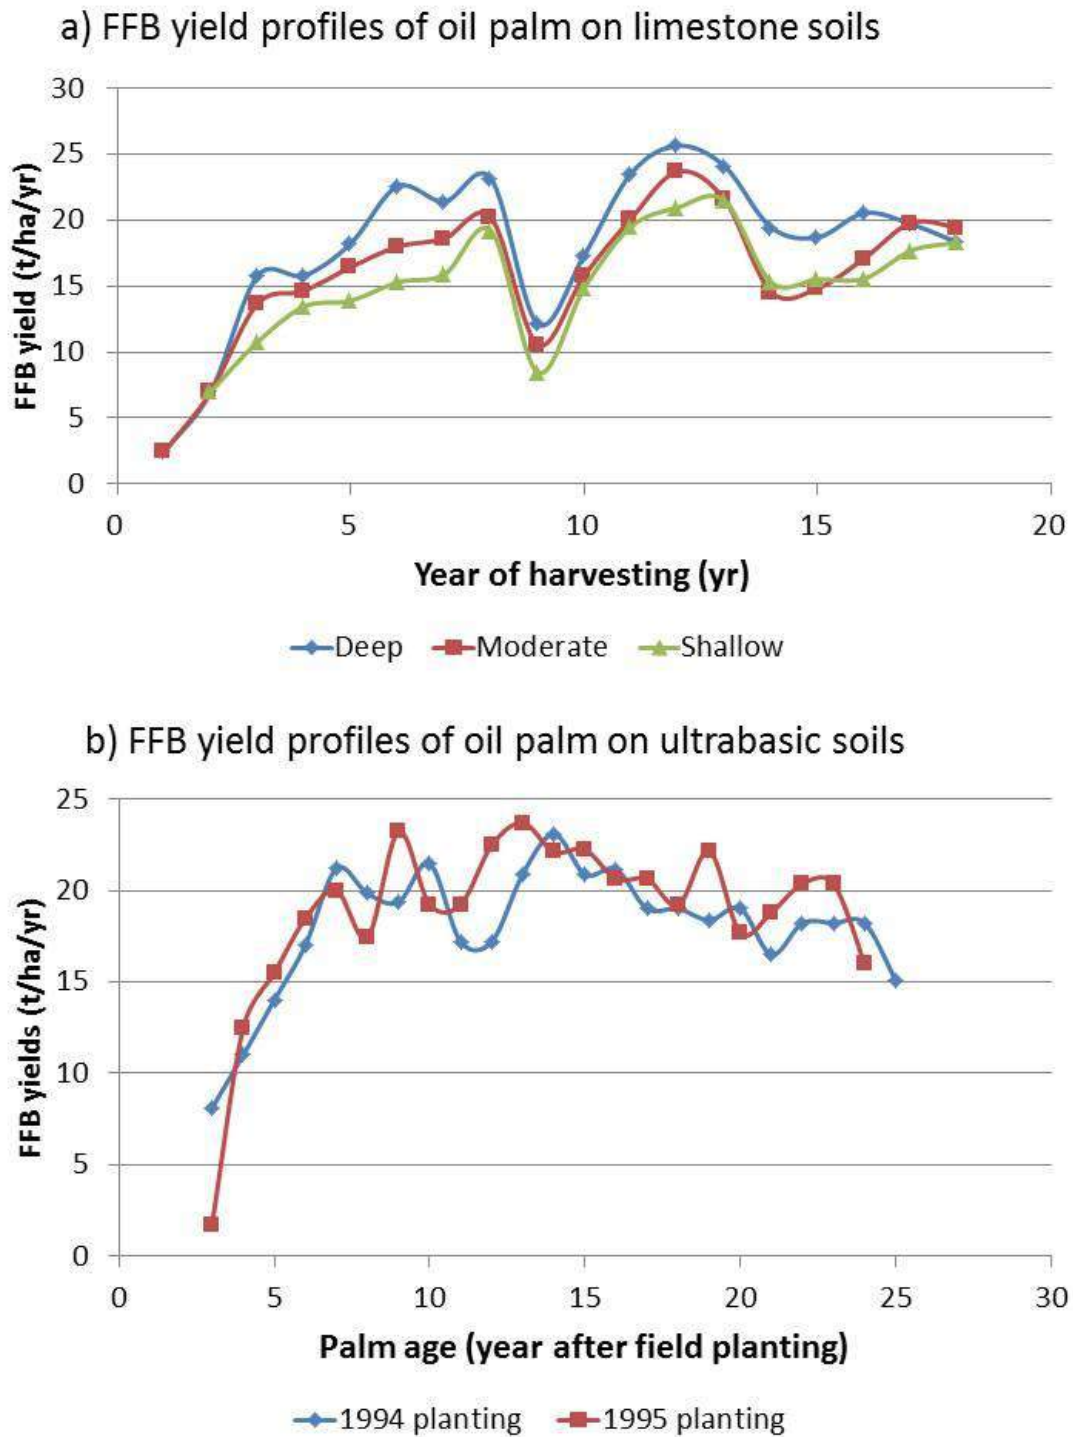 a) FFB yield profiles of oil palm on limestone soils
30
25
20
15
10
5
0
FFB yield (t/ha/yr)
0 5 10 15 20
Year of harvesting (yr)
Deep Moderate Shallow
b) FFB yield profiles of oil palm on ultrabasic soils
25
20
15
10
5
0
FFB yields (t/ha/yr)
0 5 10 15 20 25 30
Palm age (year after field planting)
1994 planting 1995 planting